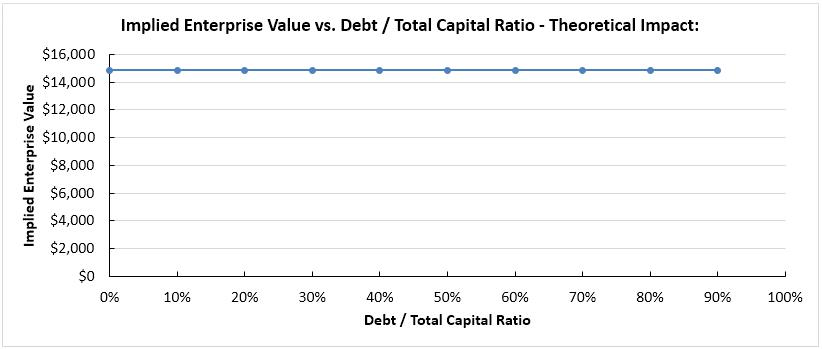 Implied Enterprise Value vs. Debt / Total Capital Ratio - Theoretical Impact:
$16,000
$14,000
$12,000
$10,000
$8,000
$6,000
$4,000
$2,000
$0
Implied Enterprise Value
0% 10% 20% 30% 40% 50% 60% 70% 80% 90% 100%
Debt / Total Capital Ratio